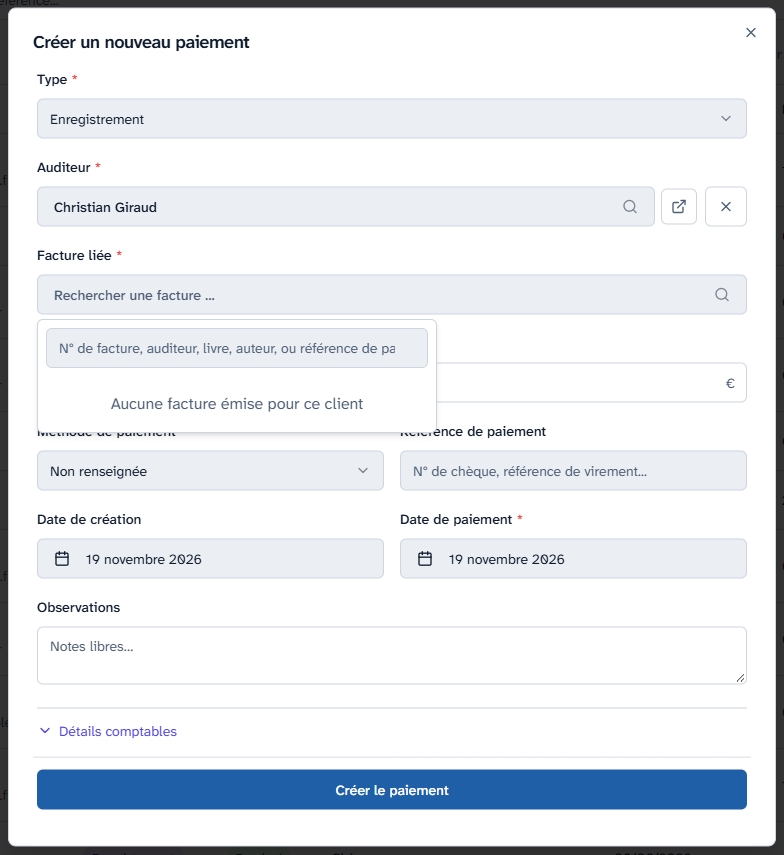 Créer un nouveau paiement
Type *
Enregistrement
Auditeur *
Christian Giraud
Facture liée *
Rechercher une facture ...
N° de facture, auditeur, livre, auteur, ou référence de pa
Aucune facture émise pour ce client
€
Méthode de paiement
Référence de paiement
Non renseignée
N° de chèque, référence de virement...
Date de création
Date de paiement *
19 novembre 2026
19 novembre 2026
Observations
Notes libres...
Détails comptables
Créer le paiement